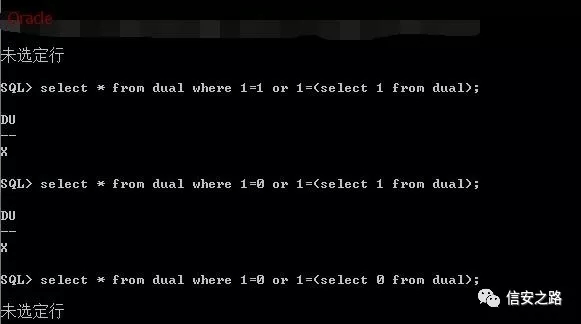 Oracle
未选定行
SQL> select * from dual where 1=1 or 1=(select 1 from dual);
DU
--
X
SQL> select * from dual where 1=0 or 1=(select 1 from dual);
DU
--
X
SQL> select * from dual where 1=0 or 1=(select 0 from dual);
未选定行
信安之路